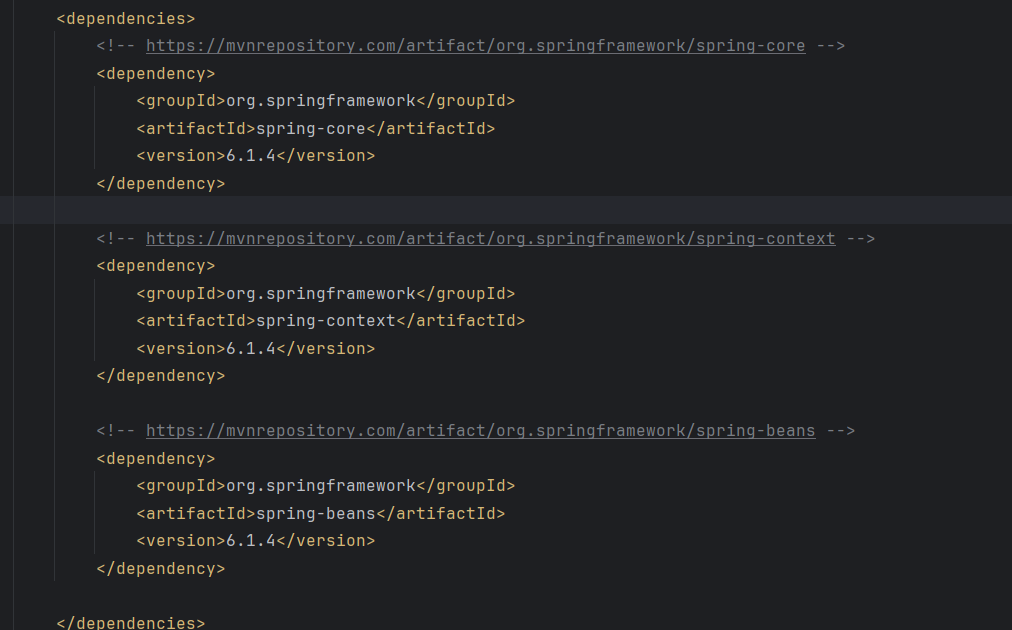 <dependencies>
<!-- https://mvnrepository.com/artifact/org.springframework/spring-core -->
<dependency>
<groupId>org.springframework</groupId>
<artifactId>spring-core</artifactId>
<version>6.1.4</version>
</dependency>
<!-- https://mvnrepository.com/artifact/org.springframework/spring-context -->
<dependency>
<groupId>org.springframework</groupId>
<artifactId>spring-context</artifactId>
<version>6.1.4</version>
</dependency>
<!-- https://mvnrepository.com/artifact/org.springframework/spring-beans -->
<dependency>
<groupId>org.springframework</groupId>
<artifactId>spring-beans</artifactId>
<version>6.1.4</version>
</dependency>
</dependencies>